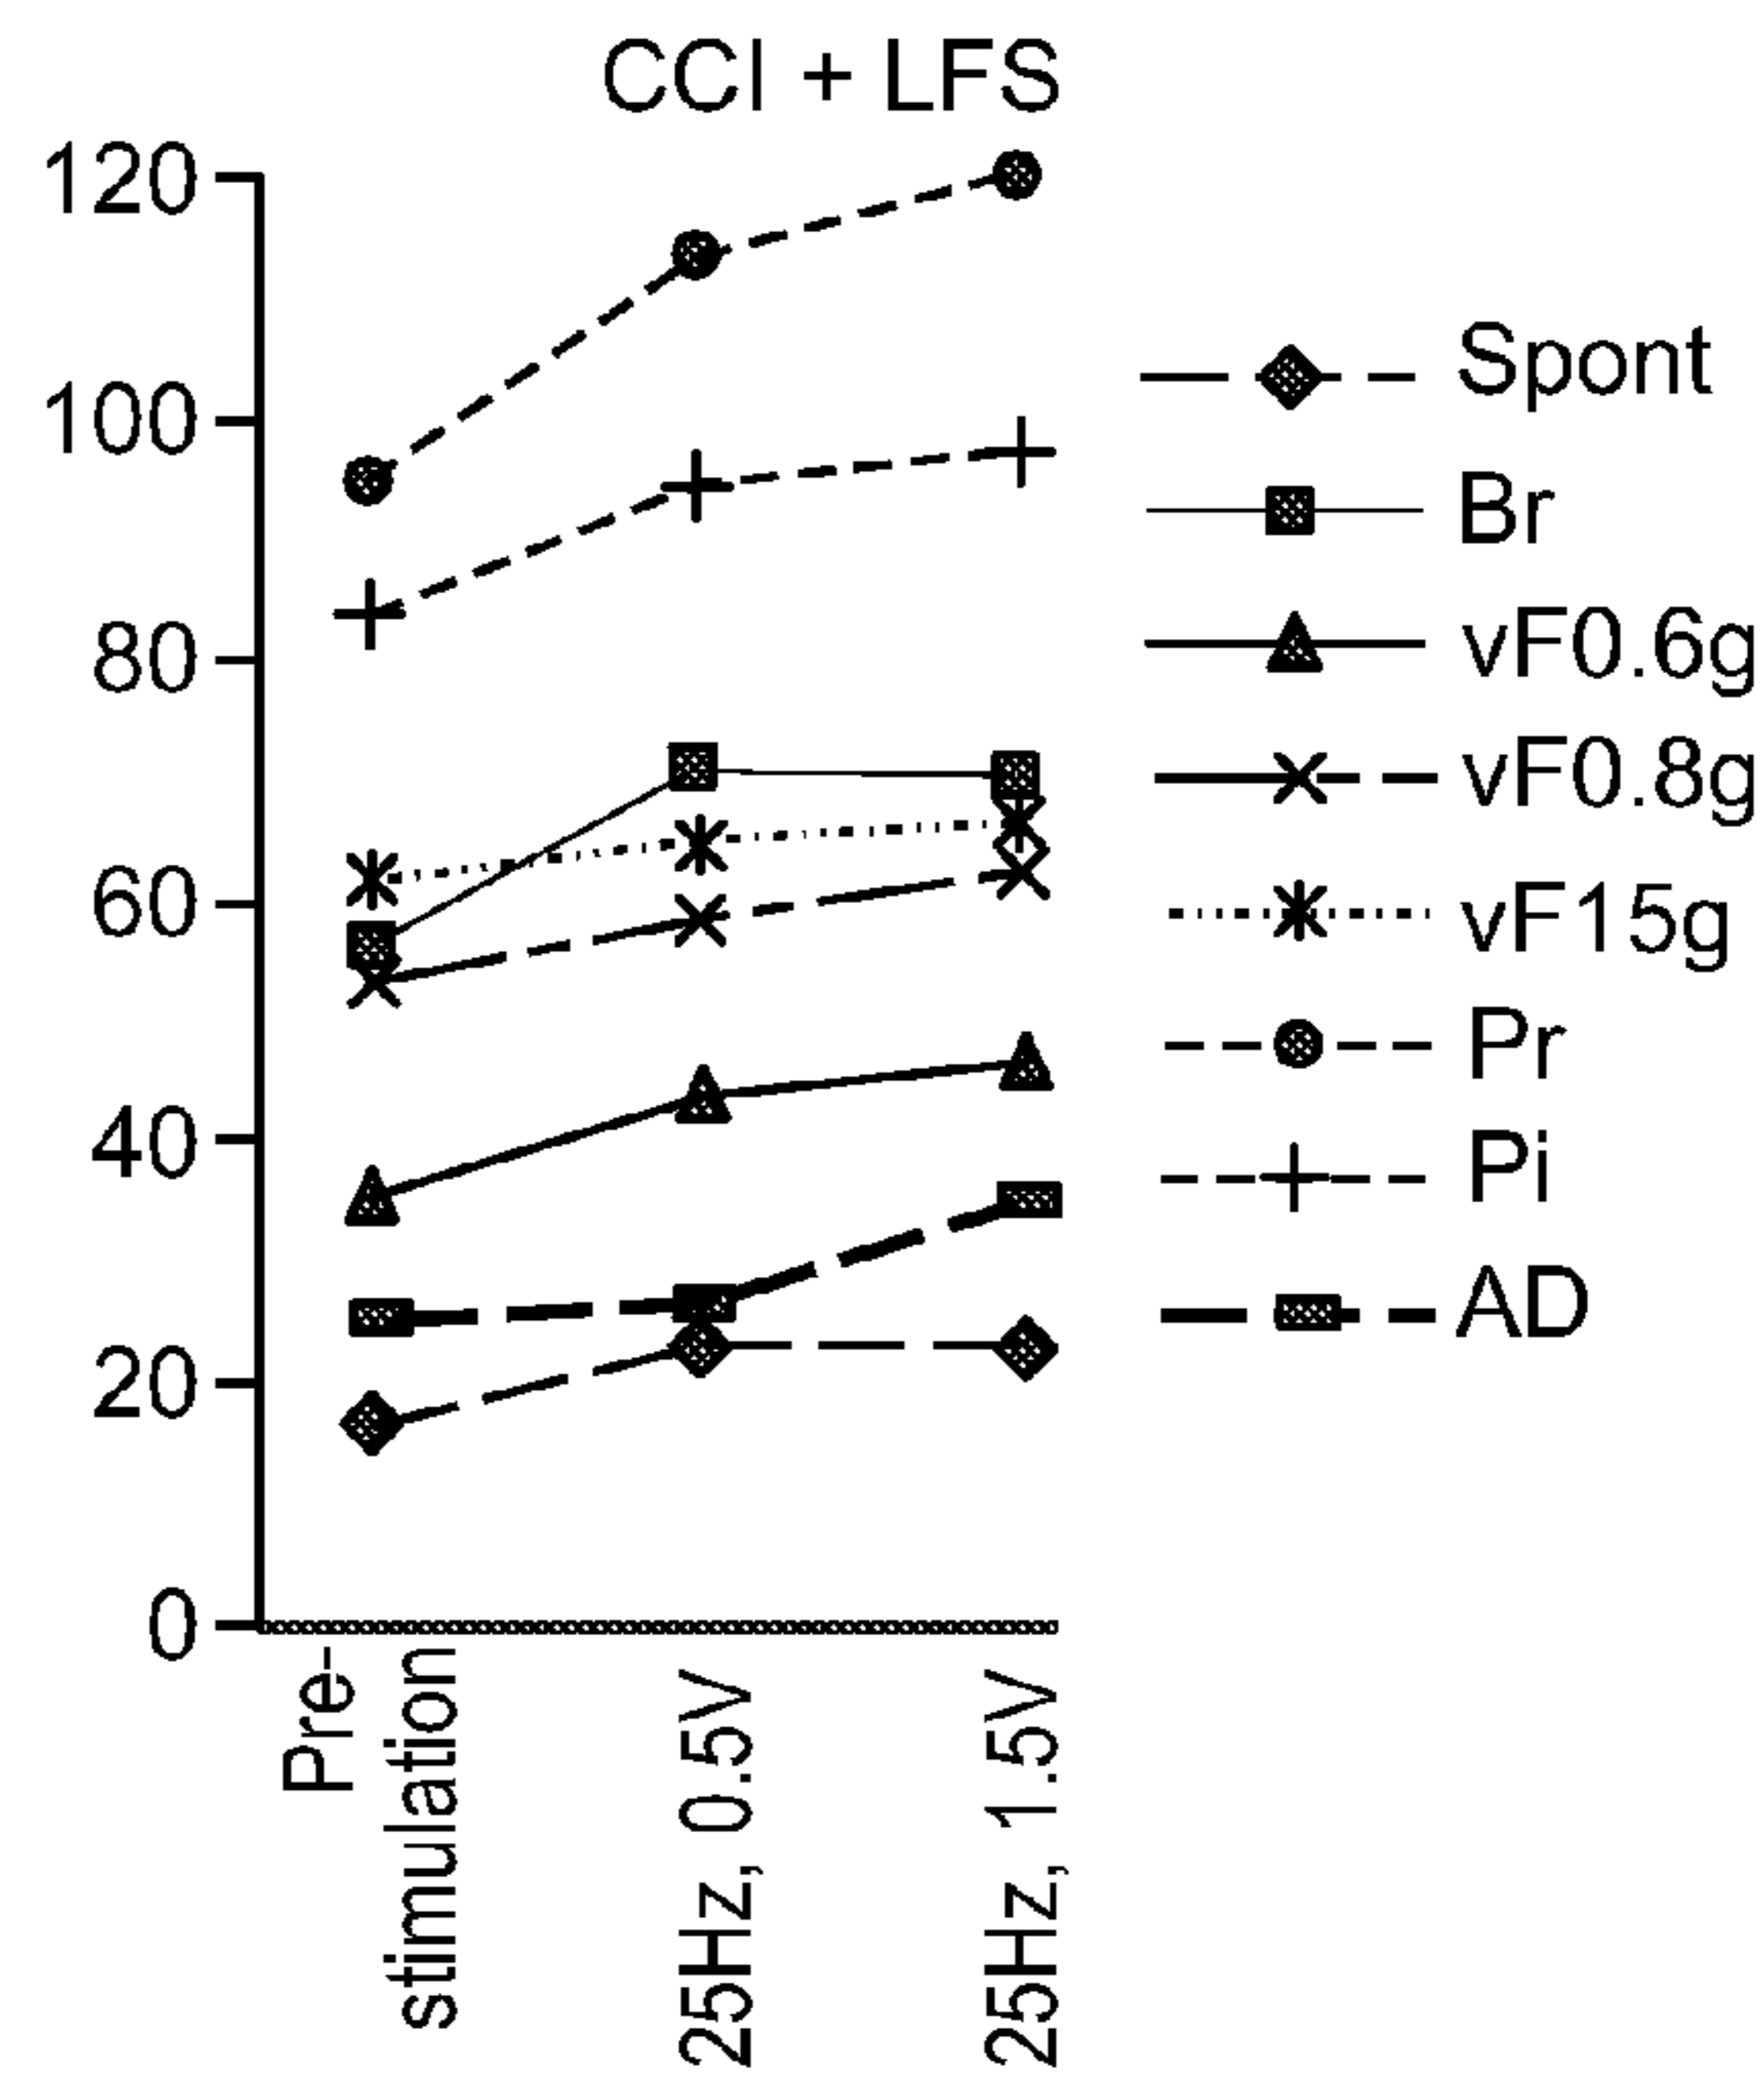 CCI + LFS
120
100
80
60
40
20
0
Pre-
stimulation
25Hz, 0.5V
25Hz, 1.5V
Spont
Br
vF0.6g
vF0.8g
vF15g
Pr
Pi
AD